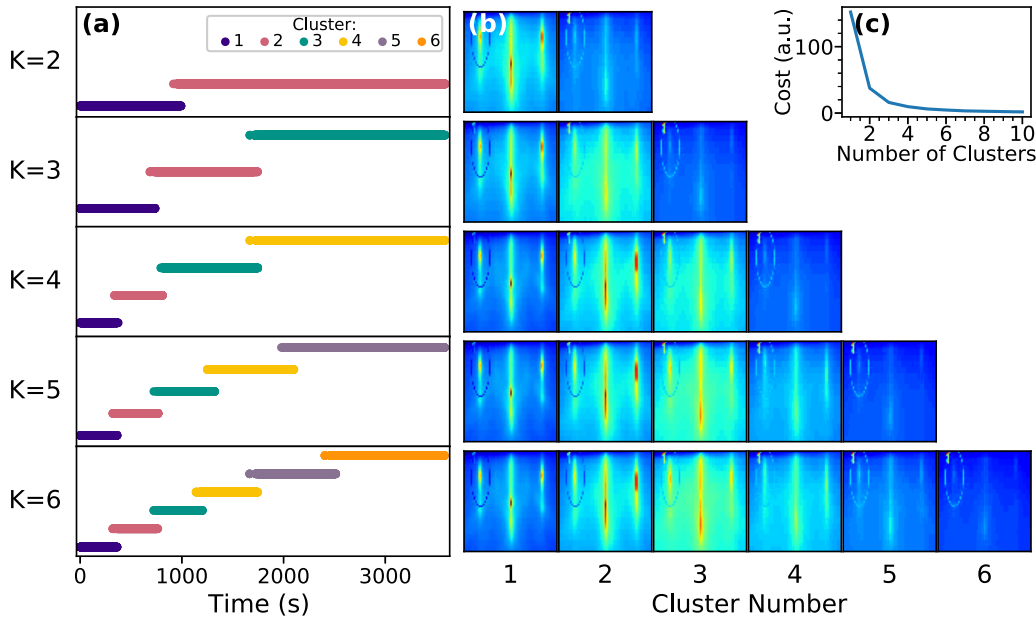 (a)
Cluster:
1 2 3 4 5 6
K=2
K=3
K=4
K=5
K=6
0 1000 2000 3000
Time (s)
(b)
1 2 3 4 5 6
Cluster Number
(c)
Cost (a.u.)
100
0
2 4 6 8 10
Number of Clusters